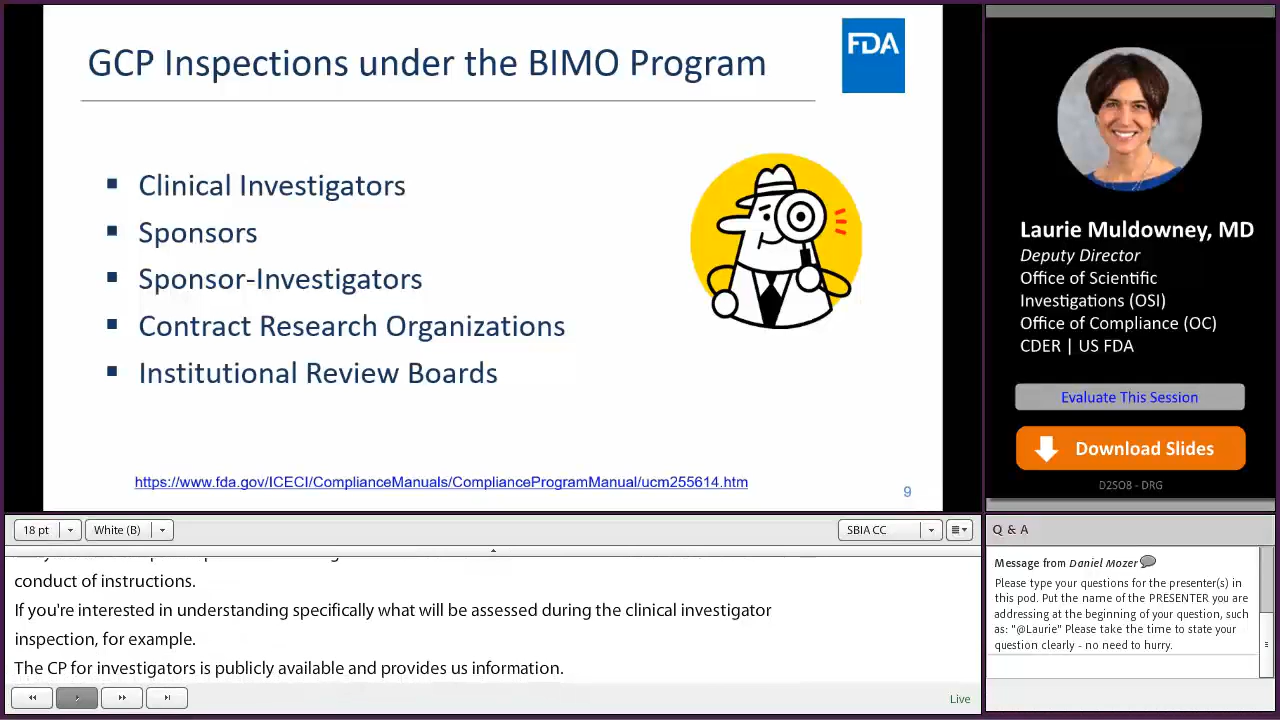 GCP Inspections under the BIMO Program
FDA
Clinical Investigators
Sponsors
Sponsor-Investigators
Contract Research Organizations
Institutional Review Boards
https://www.fda.gov/ICECI/ComplianceManuals/ComplianceProgramManual/ucm255614.htm
9
Laurie Muldowney, MD
Deputy Director
Office of Scientific
Investigations (OSI)
Office of Compliance (OC)
CDER | US FDA
Evaluate This Session
Download Slides
D2SO8 - DRG
18 pt
White (B)
SBIA CC
conduct of instructions.
If you're interested in understanding specifically what will be assessed during the clinical investigator
inspection, for example.
The CP for investigators is publicly available and provides us information.
Live
Q & A
Message from Daniel Mozer
Please type your questions for the presenter(s) in
this pod. Put the name of the PRESENTER you are
addressing at the beginning of your question, such
as: "@Laurie" Please take the time to state your
question clearly - no need to hurry.